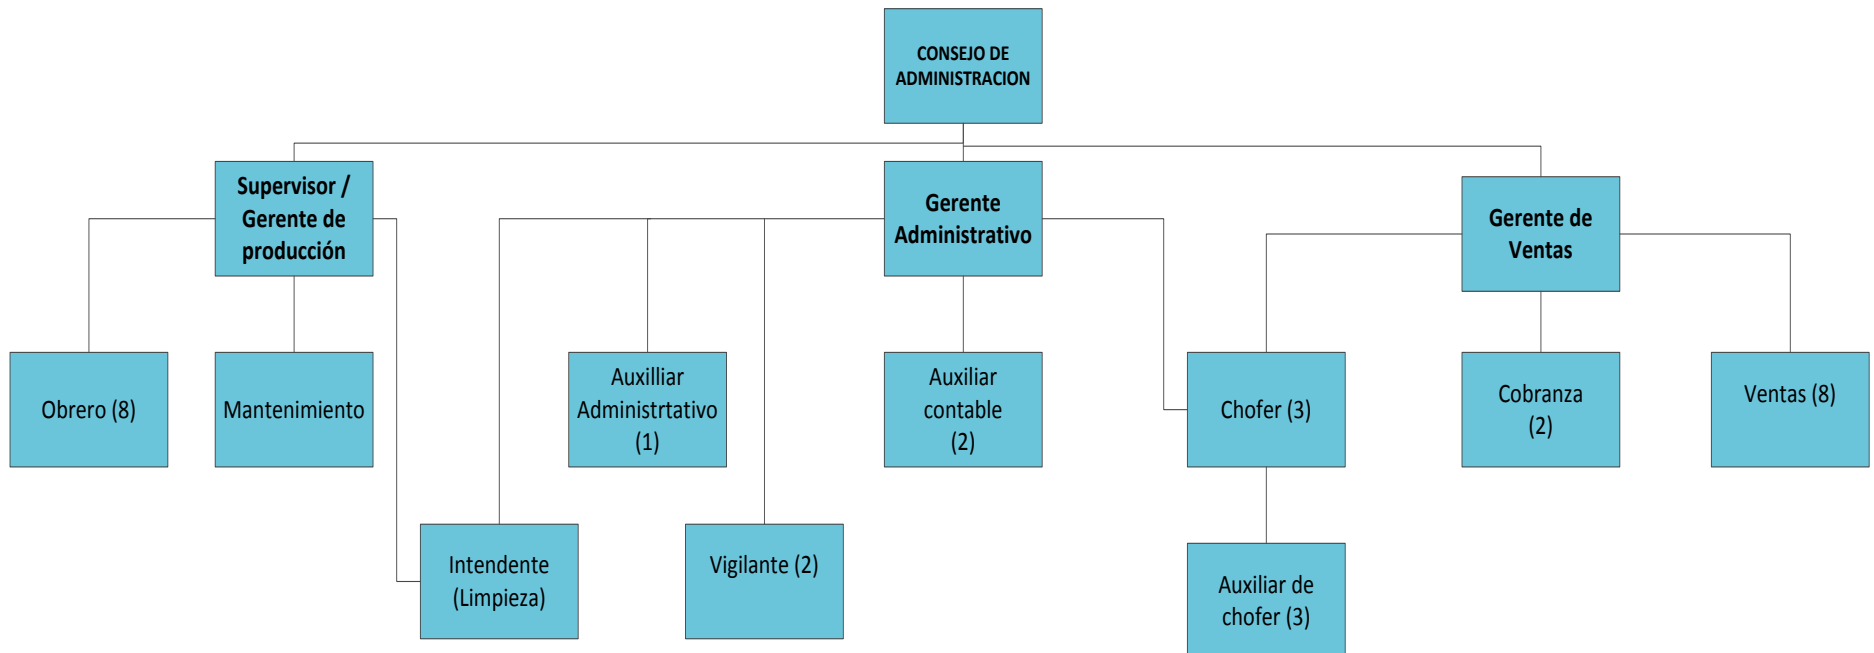 CONSEJO DE
ADMINISTRACION
Supervisor /
Gerente de
producción
Gerente
Administrativo
Gerente de
Ventas
Obrero (8)
Mantenimiento
Auxilliar
Administrtativo
(1)
Auxiliar
contable
(2)
Chofer (3)
Cobranza
(2)
Ventas (8)
Intendente
(Limpieza)
Vigilante (2)
Auxiliar de
chofer (3)